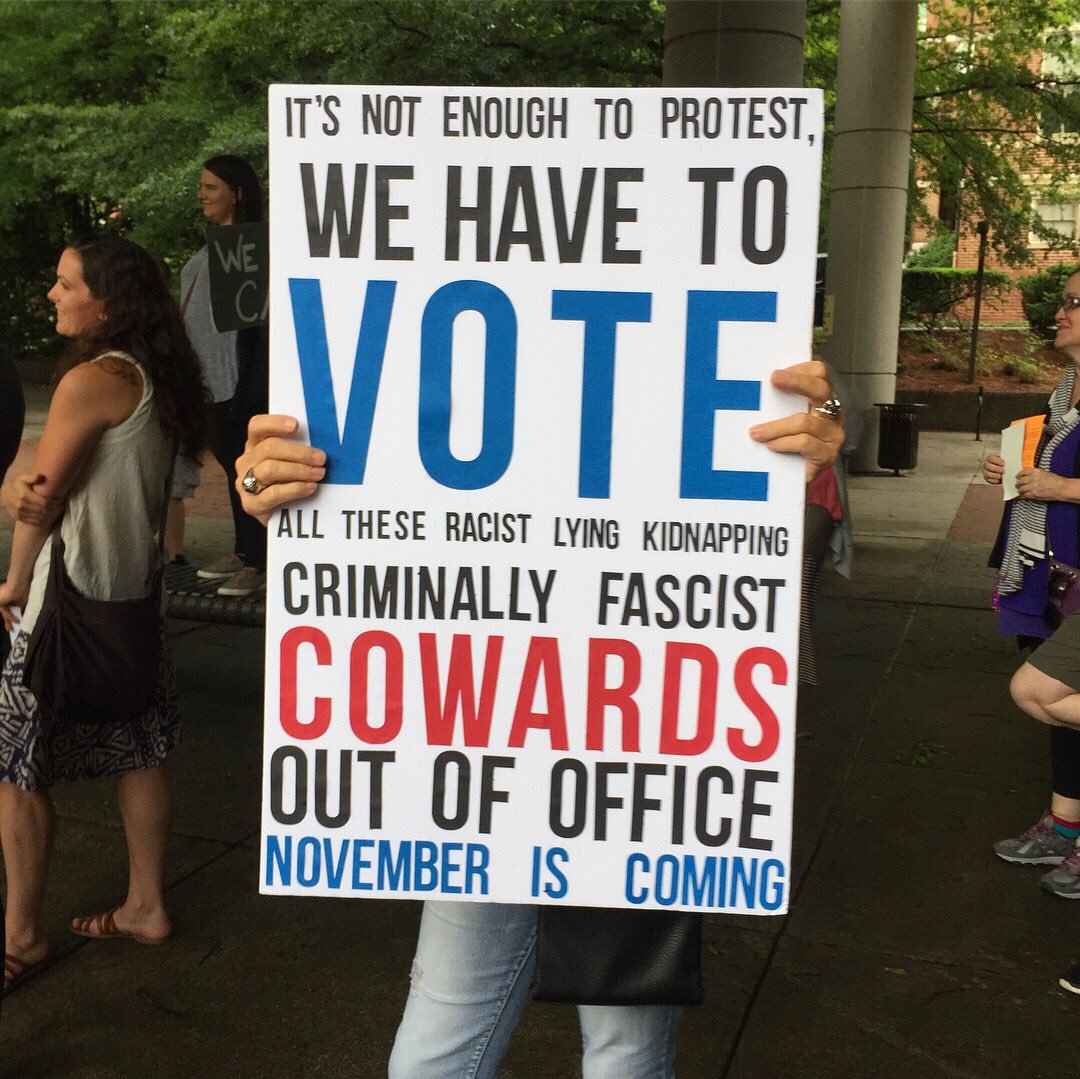 IT'S NOT ENOUGH TO PROTEST,
WE HAVE TO
VOTE
ALL THESE RACIST LYING KIDNAPPING
CRIMINALLY FASCIST
COWARDS
OUT OF OFFICE
NOVEMBER IS COMING
WE